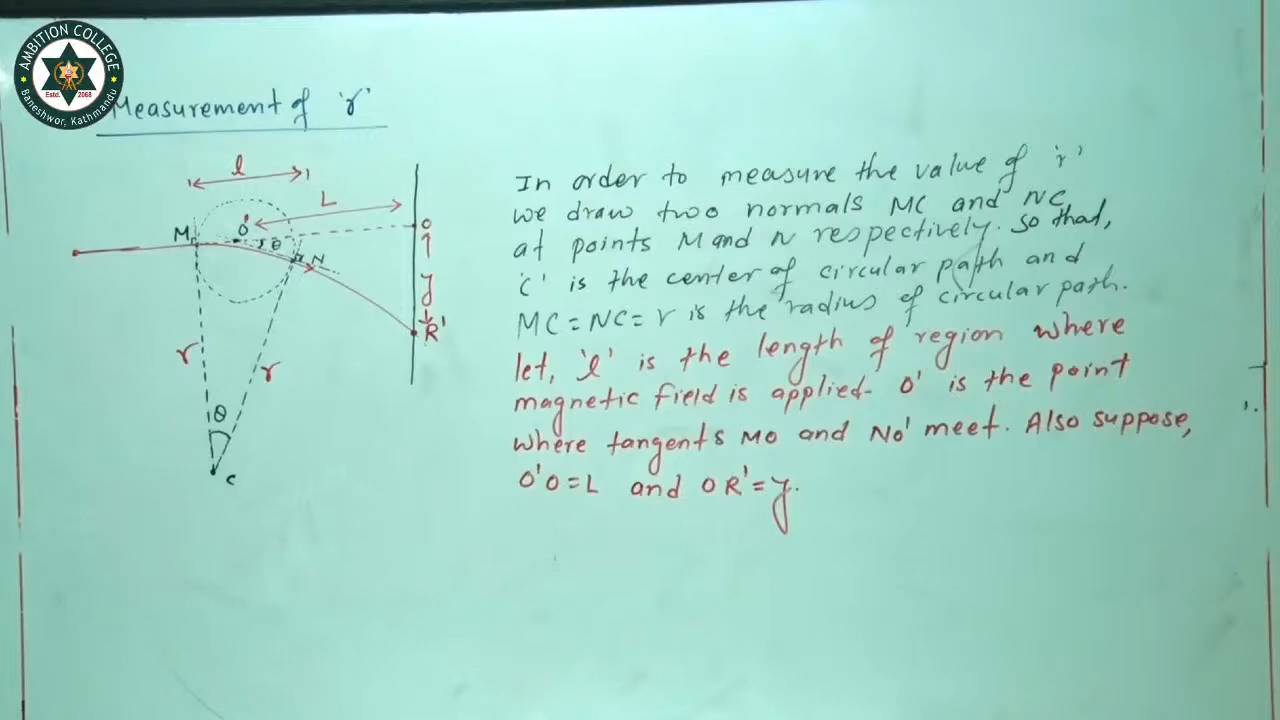 AMBITION COLLEGE
Estd. 2068
Baneshwor, Kathmandu
Measurement of 'r'
l
L
M
O'
θ
N
O
y
R'
r
r
θ
C
In order to measure the value of 'r'
we draw two normals MC and NC
at points M and N respectively. so that,
'C' is the center of circular path and
MC = NC = r is the radius of circular path.
let, 'l' is the length of region where
magnetic field is applied. O' is the point
where tangents MO and NO' meet. Also suppose,
O'O = L and OR' = y.